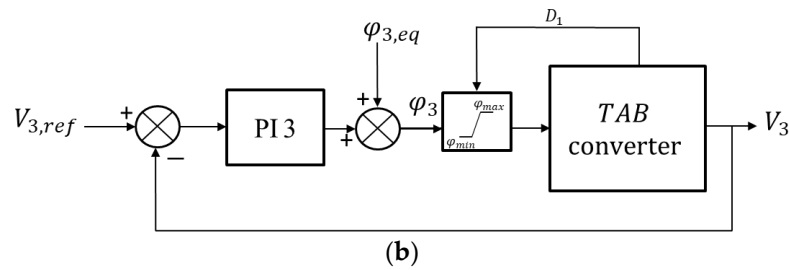 D₁
φ₃,eq
V₃,ref
+
−
PI 3
+
+
φ₃
φmax
φmin
TAB
converter
V₃
(b)